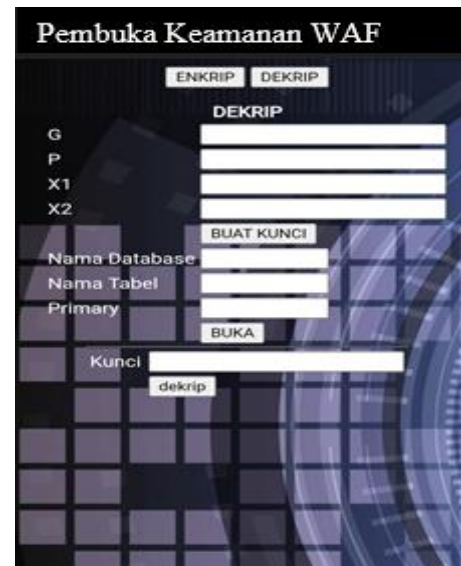 Pembuka Keamanan WAF
ENKRIP DEKRIP
DEKRIP
G
P
X1
X2
BUAT KUNCI
Nama Database
Nama Tabel
Primary
BUKA
Kunci
dekrip